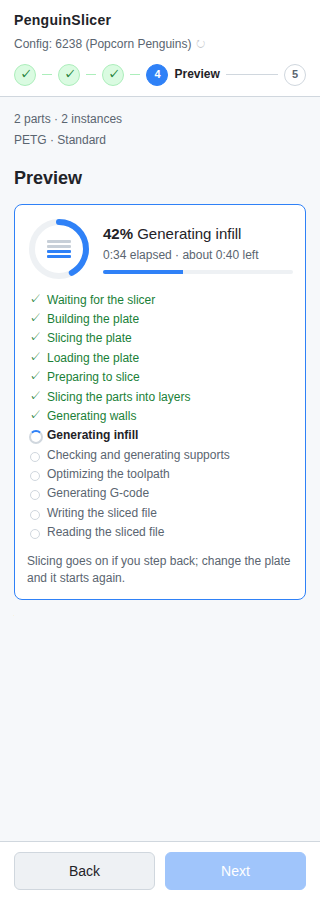 PenguinSlicer
Config: 6238 (Popcorn Penguins)
4 Preview 5
2 parts · 2 instances
PETG · Standard
Preview
42% Generating infill
0:34 elapsed · about 0:40 left
Waiting for the slicer
Building the plate
Slicing the plate
Loading the plate
Preparing to slice
Slicing the parts into layers
Generating walls
Generating infill
Checking and generating supports
Optimizing the toolpath
Generating G-code
Writing the sliced file
Reading the sliced file
Slicing goes on if you step back; change the plate
and it starts again.
Back Next